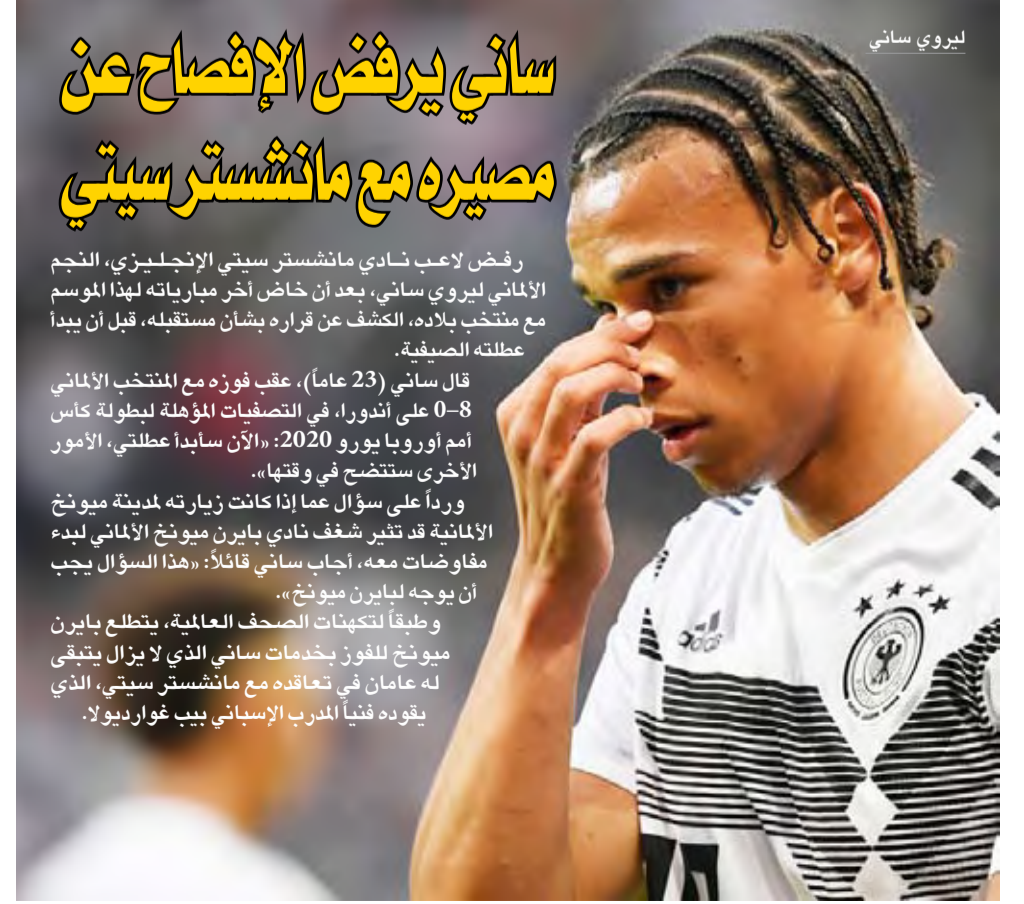 ليروي ساني
ساني يرفض الإفصاح عن
مصيره مع مانشستر سيتي
رفض لاعب نادي مانشستر سيتي الإنجليزي، النجم
الألماني ليروي ساني، بعد أن خاض أخر مبارياته لهذا الموسم
مع منتخب بلاده، الكشف عن قراره بشأن مستقبله، قبل أن يبدأ
عطلته الصيفية.
قال ساني (23 عاماً)، عقب فوزه مع المنتخب الألماني
8–0 على أندورا، في التصفيات المؤهلة لبطولة كأس
أمم أوروبا يورو 2020: «الآن سأبدأ عطلتي، الأمور
الأخرى ستتضح في وقتها».
ورداً على سؤال عما إذا كانت زيارته لمدينة ميونخ
الألمانية قد تثير شغف نادي بايرن ميونخ الألماني لبدء
مفاوضات معه، أجاب ساني قائلاً: «هذا السؤال يجب
أن يوجه لبايرن ميونخ».
وطبقاً لتكهنات الصحف العالمية، يتطلع بايرن
ميونخ للفوز بخدمات ساني الذي لا يزال يتبقى
له عامان في تعاقده مع مانشستر سيتي، الذي
يقوده فنياً المدرب الإسباني بيب غوارديولا.
adidas